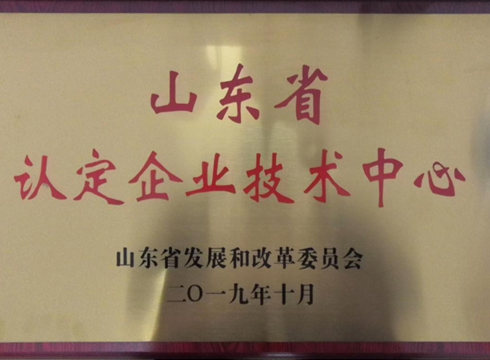 山东省
认定企业技术中心
山东省发展和改革委员会
二〇一九年十月